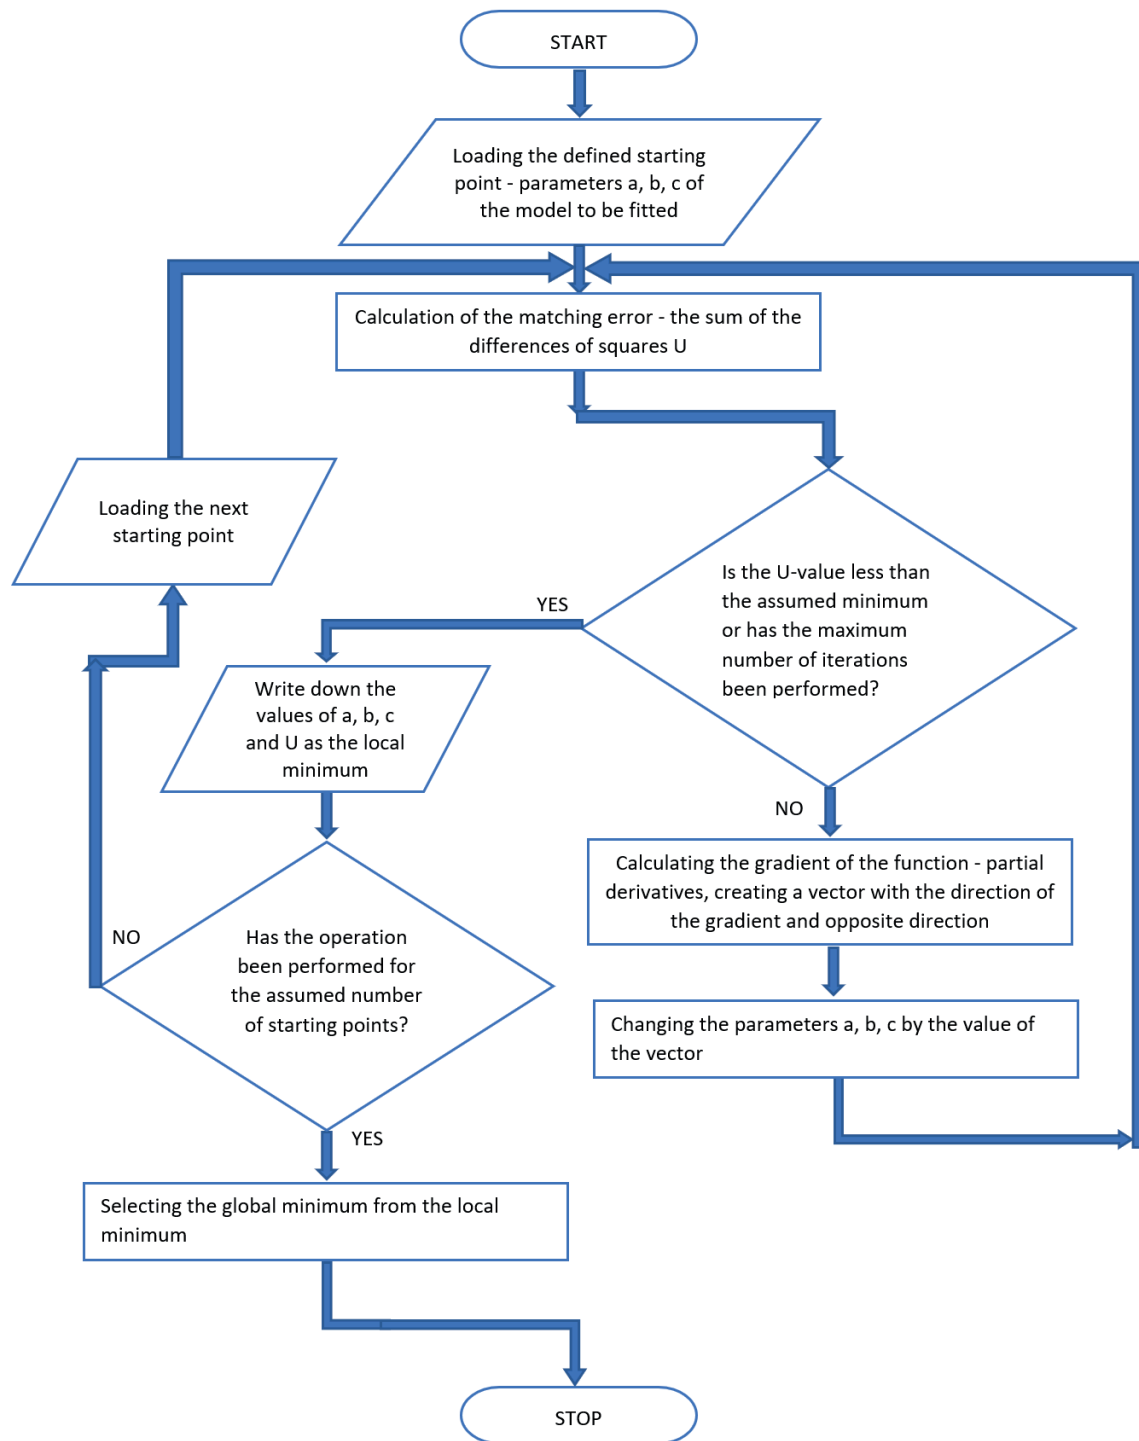 START
Loading the defined starting
point - parameters a, b, c of
the model to be fitted
Calculation of the matching error - the sum of the
differences of squares U
Loading the next
starting point
Is the U-value less than
the assumed minimum
or has the maximum
number of iterations
been performed?
YES
Write down the
values of a, b, c
and U as the local
minimum
NO
Calculating the gradient of the function - partial
derivatives, creating a vector with the direction of
the gradient and opposite direction
NO
Has the operation
been performed for
the assumed number
of starting points?
Changing the parameters a, b, c by the value of
the vector
YES
Selecting the global minimum from the local
minimum
STOP